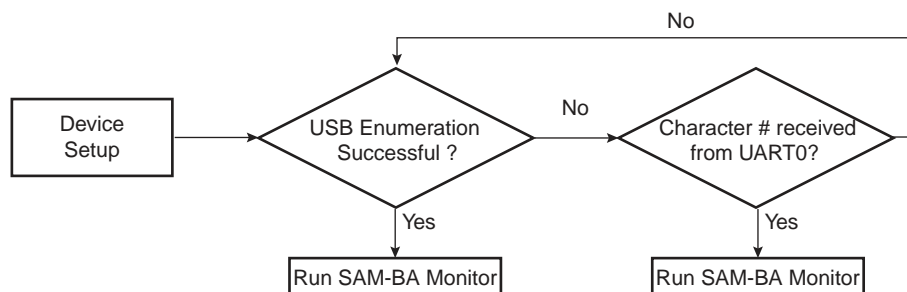 No
Device
Setup
USB Enumeration
Successful ?
No
Character # received
from UART0?
Yes
Yes
Run SAM-BA Monitor
Run SAM-BA Monitor